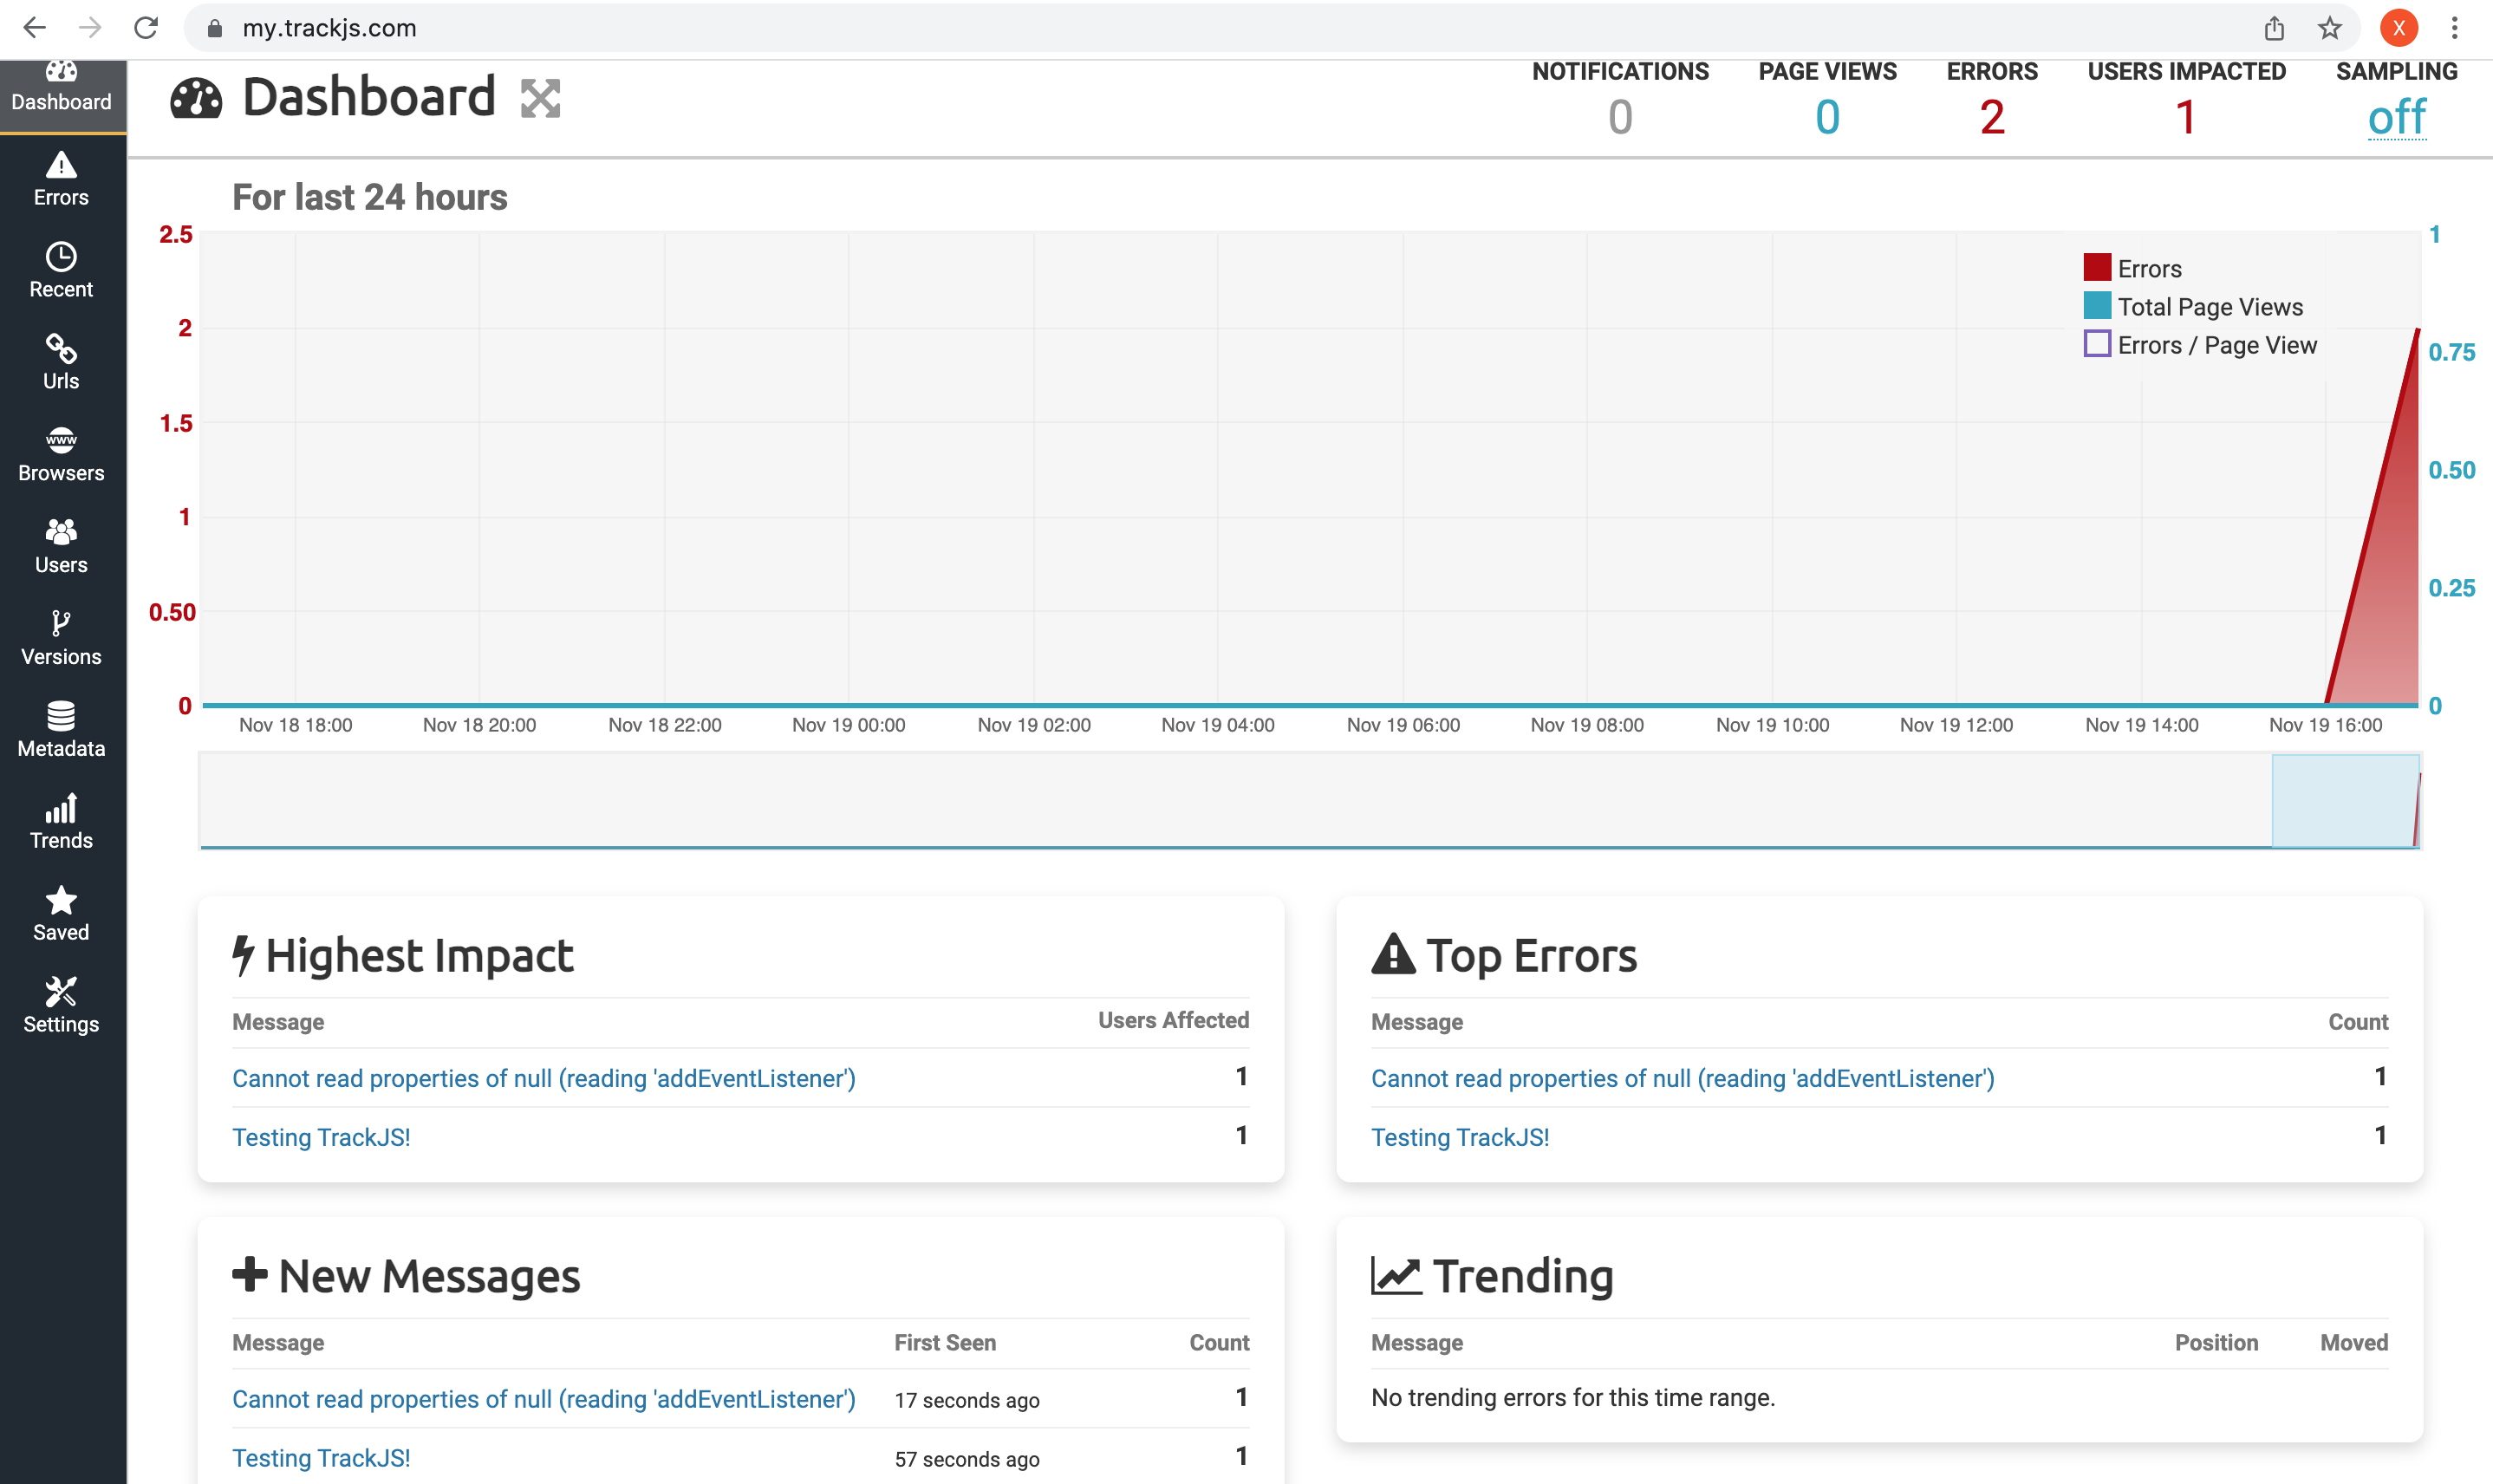 my.trackjs.com
X
Dashboard
Errors
Recent
Urls
www
Browsers
Users
Versions
Metadata
Trends
Saved
Settings
Dashboard
NOTIFICATIONS PAGE VIEWS ERRORS USERS IMPACTED SAMPLING
0 0 2 1 off
For last 24 hours
2.5
2
1.5
1
0.50
0
1
0.75
0.50
0.25
0
Errors
Total Page Views
Errors / Page View
Nov 18 18:00 Nov 18 20:00 Nov 18 22:00 Nov 19 00:00 Nov 19 02:00 Nov 19 04:00 Nov 19 06:00 Nov 19 08:00 Nov 19 10:00 Nov 19 12:00 Nov 19 14:00 Nov 19 16:00
Highest Impact
Message Users Affected
Cannot read properties of null (reading 'addEventListener') 1
Testing TrackJS! 1
Top Errors
Message Count
Cannot read properties of null (reading 'addEventListener') 1
Testing TrackJS! 1
New Messages
Message First Seen Count
Cannot read properties of null (reading 'addEventListener') 17 seconds ago 1
Testing TrackJS! 57 seconds ago 1
Trending
Message Position Moved
No trending errors for this time range.